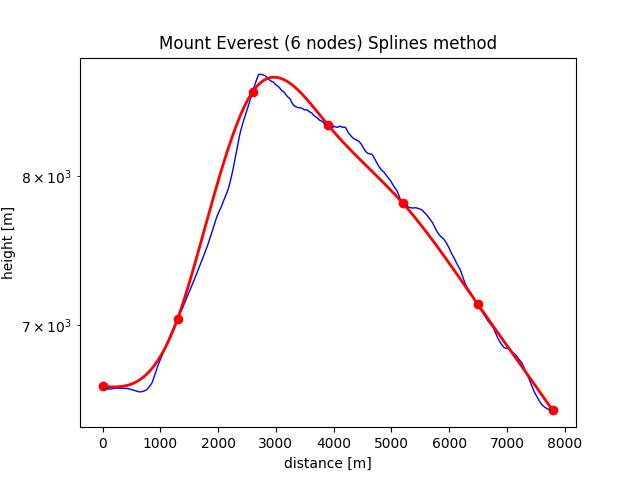 Mount Everest (6 nodes) Splines method
height [m]
8 × 10³
7 × 10³
0 1000 2000 3000 4000 5000 6000 7000 8000
distance [m]